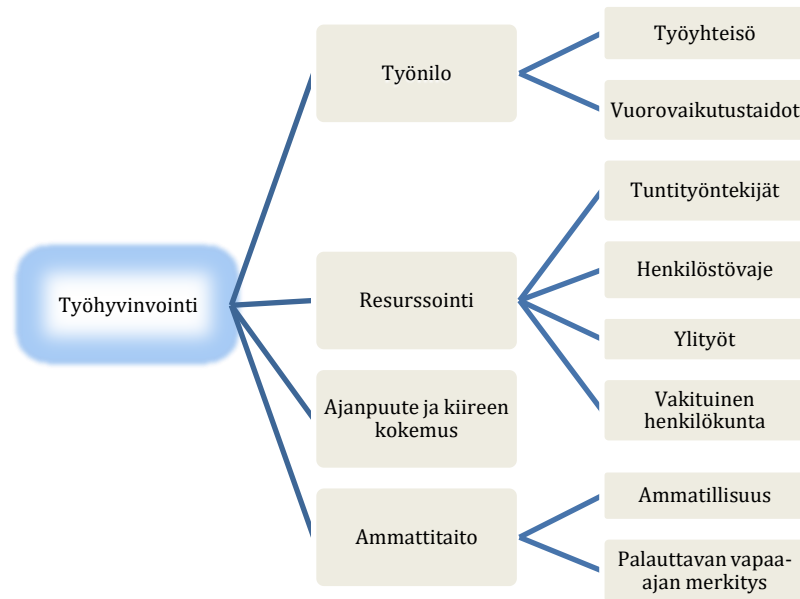 Työhyvinvointi
Työnilo
Työyhteisö
Vuorovaikutustaidot
Resurssointi
Tuntityöntekijät
Henkilöstövaje
Ylityöt
Vakituinen
henkilökunta
Ajanpuute ja kiireen
kokemus
Ammattitaito
Ammatillisuus
Palauttavan vapaa-
ajan merkitys